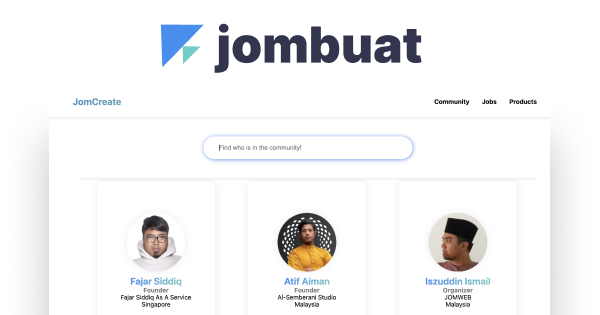 jombuat
JomCreate
Community Jobs Products
Find who is in the community!
Fajar Siddiq
Founder
Fajar Siddiq As A Service
Singapore
Atif Aiman
Founder
Al-Semberani Studio
Malaysia
Iszuddin Ismail
Organizer
JOMWEB
Malaysia